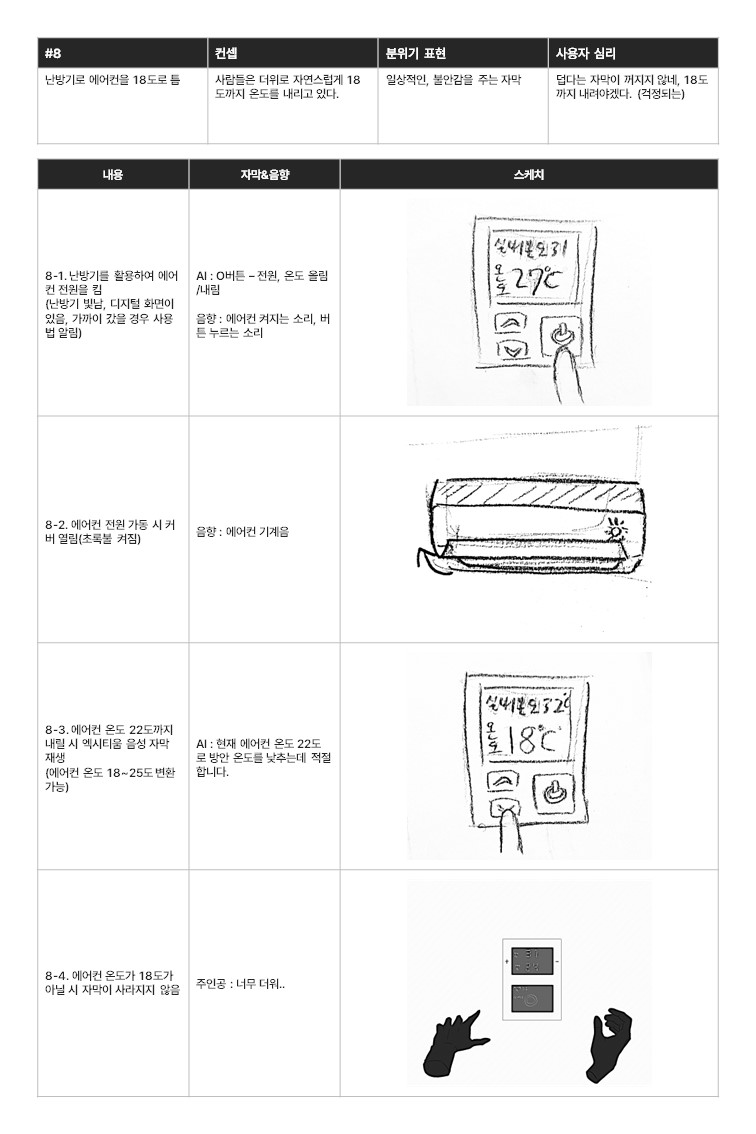 #8
컨셉
분위기 표현
사용자 심리
난방기로 에어컨을 18도로 틈
사람들은 더위로 자연스럽게 18
도까지 온도를 내리고 있다.
일상적인, 불안감을 주는 자막
덥다는 자막이 꺼지지 않네, 18도
까지 내려야겠다. (걱정되는)
내용
자막&음향
스케치
8-1. 난방기를 활용하여 에어
컨 전원을 킴
(난방기 빛남, 디지털 화면이
있음, 가까이 갔을 경우 사용
법 알림)
AI : O버튼 – 전원, 온도 올림
/내림
음향 : 에어컨 켜지는 소리, 버
튼 누르는 소리
실내온도31
온도 27°C
8-2. 에어컨 전원 가동 시 커
버 열림(초록불 켜짐)
음향 : 에어컨 기계음
8-3. 에어컨 온도 22도까지
내릴 시 엑시티움 음성 자막
재생
(에어컨 온도 18~25도 변환
가능)
AI : 현재 에어컨 온도 22도
로 방안 온도를 낮추는데 적절
합니다.
온도 18°C
8-4. 에어컨 온도가 18도가
아닐 시 자막이 사라지지 않음
주인공 : 너무 더워..
+
-